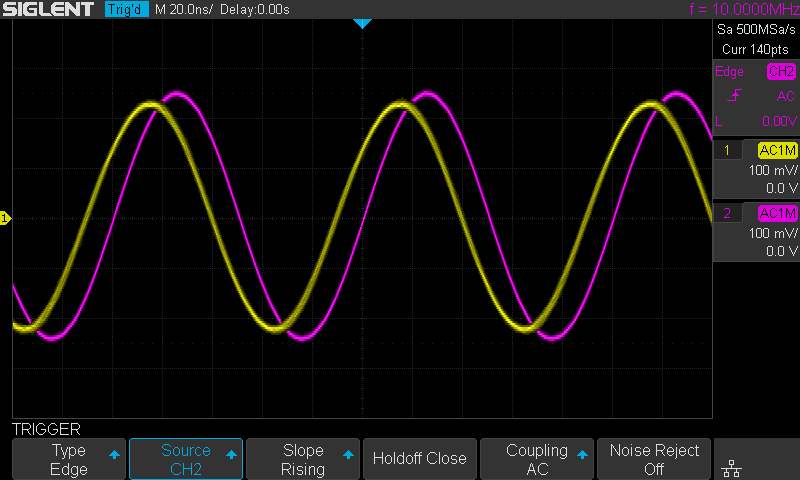 SIGLENT Trig'd M 20.0ns/ Delay:0.00s f = 10.0000MHz
Sa 500MSa/s
Curr 140pts
Edge CH2
AC
L 0.00V
1 AC1M
100 mV/
0.0 V
2 AC1M
100 mV/
0.0 V
1
TRIGGER
Type
Edge
Source
CH2
Slope
Rising
Holdoff Close
Coupling
AC
Noise Reject
Off